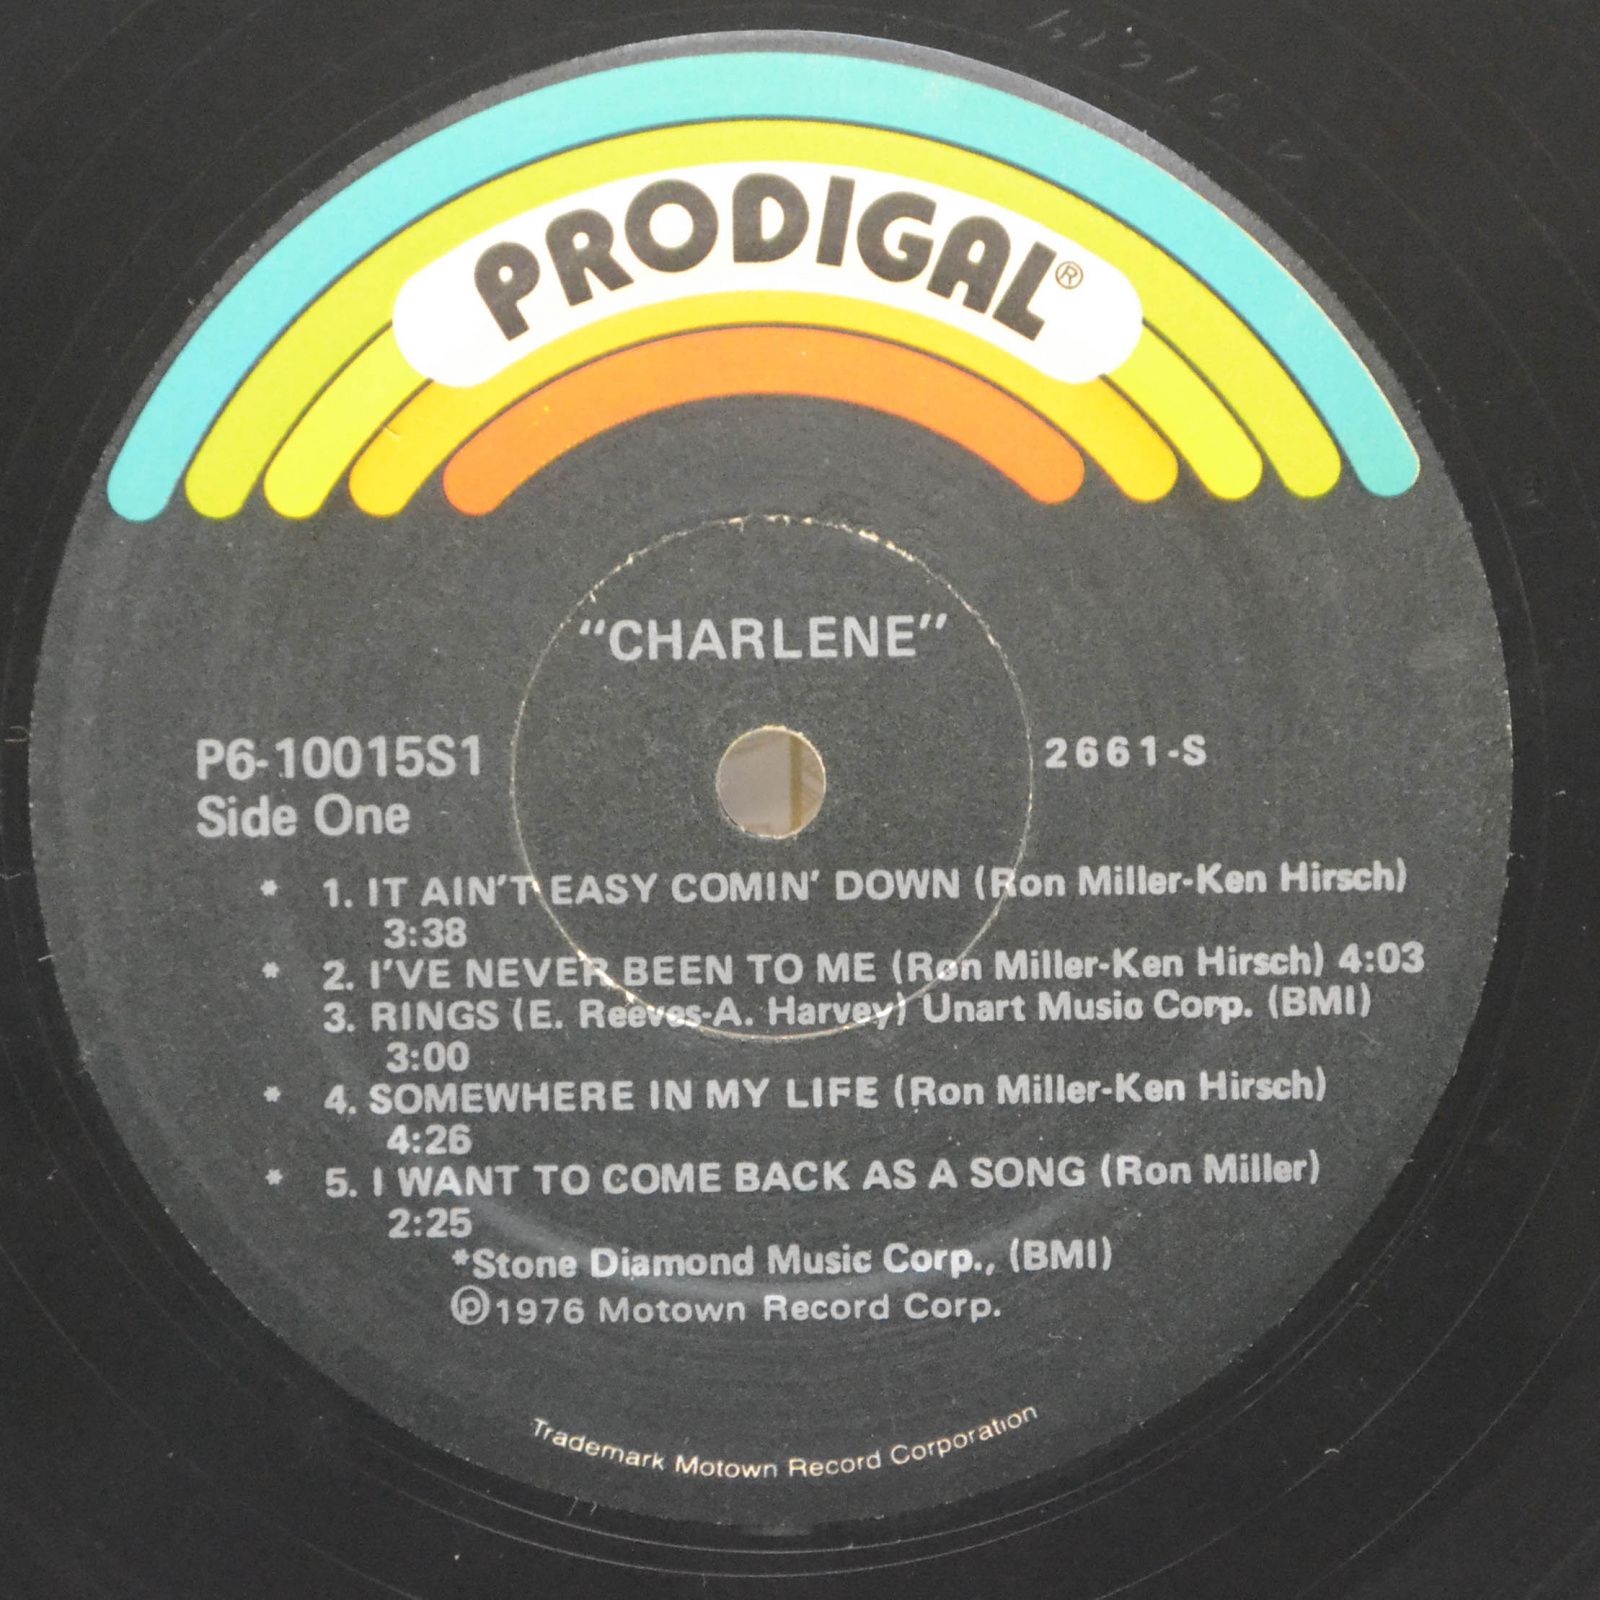 PRODIGAL®
"CHARLENE"
P6-10015S1
2661-S
Side One
* 1. IT AIN'T EASY COMIN' DOWN (Ron Miller-Ken Hirsch)
3:38
* 2. I'VE NEVER BEEN TO ME (Ron Miller-Ken Hirsch) 4:03
3. RINGS (E. Reeves-A. Harvey) Unart Music Corp. (BMI)
3:00
* 4. SOMEWHERE IN MY LIFE (Ron Miller-Ken Hirsch)
4:26
* 5. I WANT TO COME BACK AS A SONG (Ron Miller)
2:25
*Stone Diamond Music Corp., (BMI)
℗1976 Motown Record Corp.
Trademark Motown Record Corporation